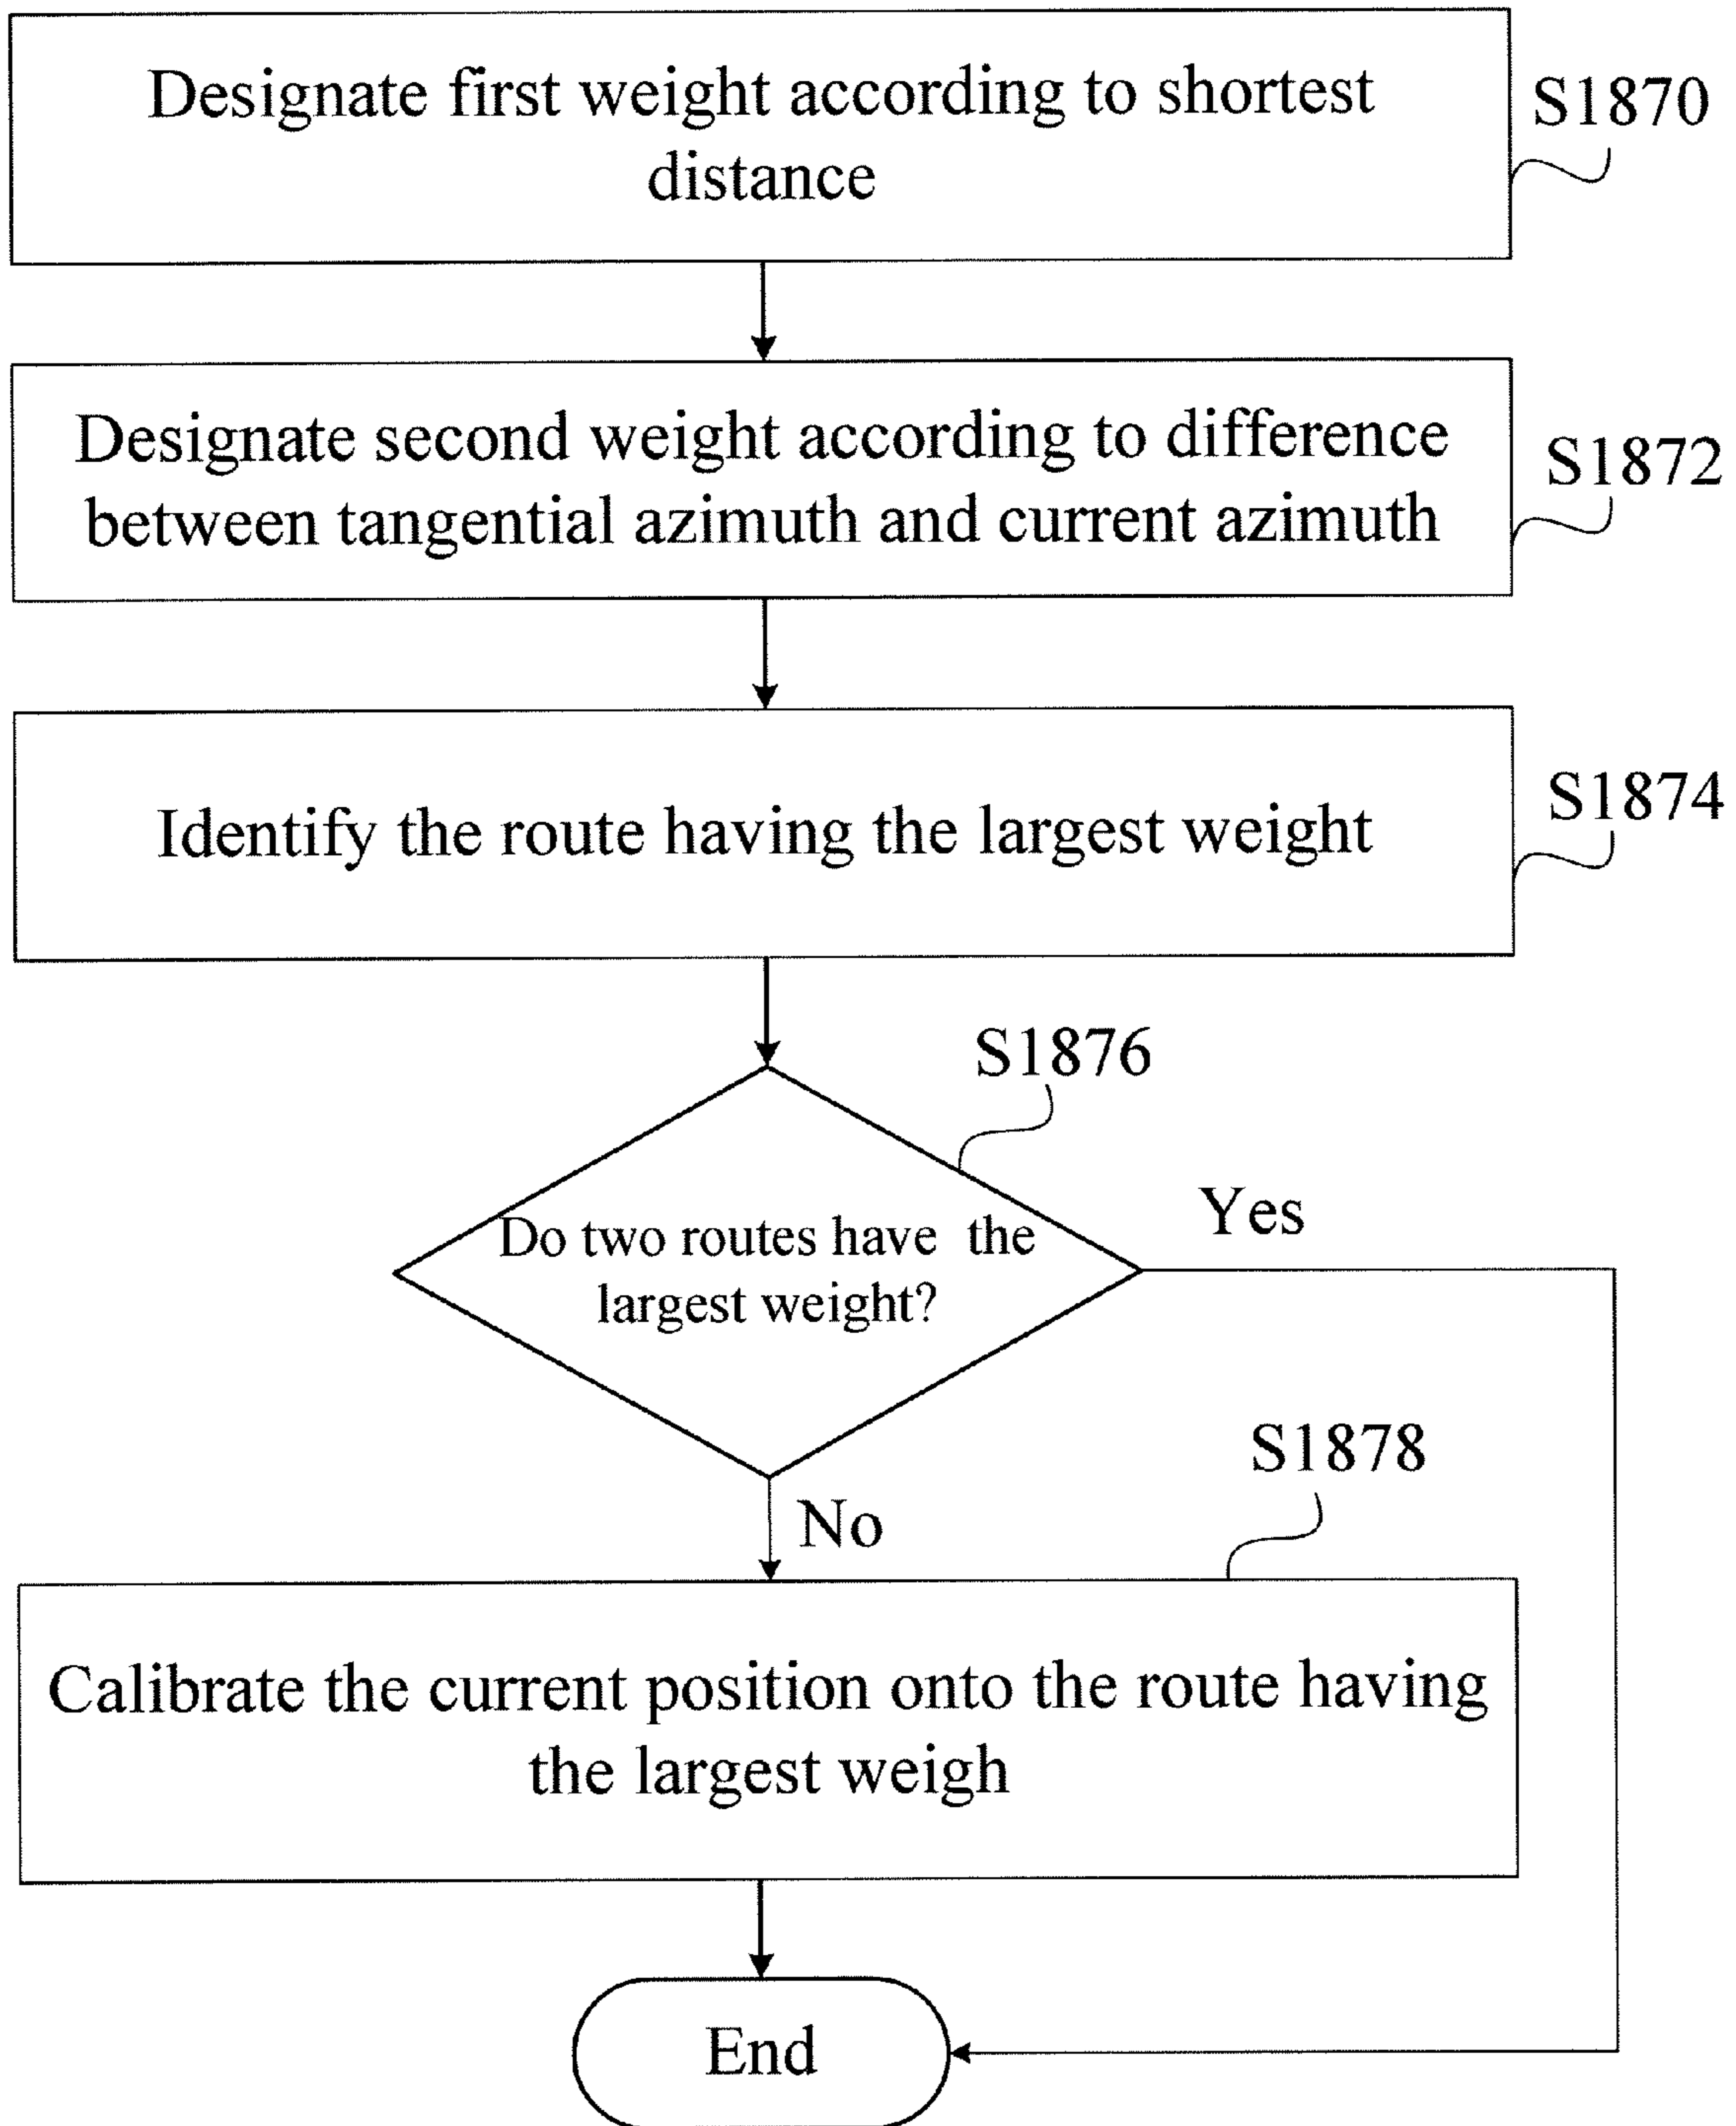 Designate first weight according to shortest
distance
S1870
Designate second weight according to difference
between tangential azimuth and current azimuth
S1872
Identify the route having the largest weight
S1874
S1876
Do two routes have the
largest weight?
Yes
No
S1878
Calibrate the current position onto the route having
the largest weigh
End